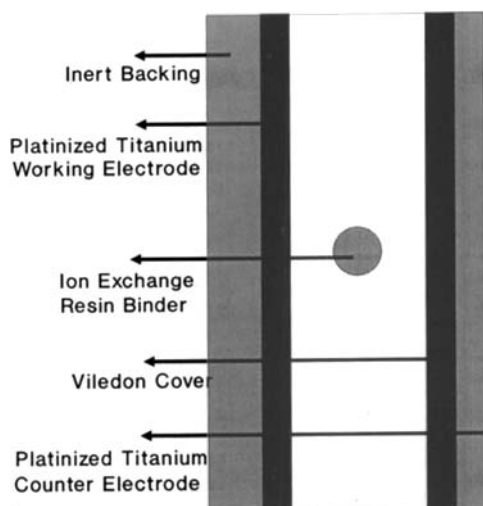 Inert Backing
Platinized Titanium
Working Electrode
Ion Exchange
Resin Binder
Viledon Cover
Platinized Titanium
Counter Electrode